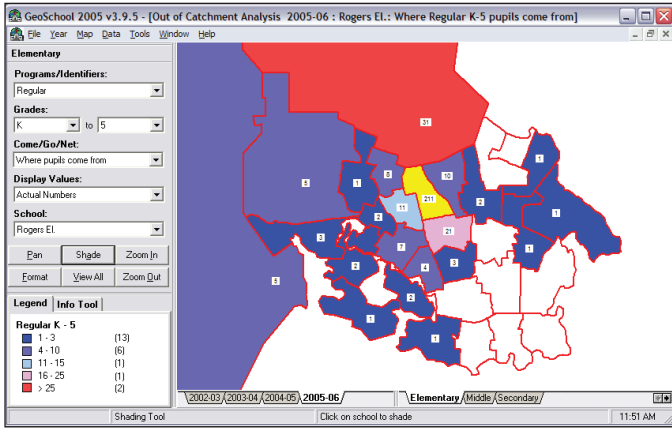 GeoSchool 2005 v3.9.5 - [Out of Catchment Analysis 2005-06 : Rogers El.: Where Regular K-5 pupils come from]
File Year Map Data Tools Window Help
Elementary
Programs/Identifiers:
Regular
Grades:
K to 5
Come/Go/Net:
Where pupils come from
Display Values:
Actual Numbers
School:
Rogers El.
Pan Shade Zoom In
Format View All Zoom Out
Legend Info Tool
Regular K - 5
1 - 3 (13)
4 - 10 (6)
11 - 15 (1)
16 - 25 (1)
> 25 (2)
31
1
8
10
5
1
1
11
211
2
2
1
21
3
7
1
2
4
3
5
2
1
1
2002-03 2003-04 2004-05 2005-06 Elementary Middle Secondary
Shading Tool Click on school to shade 11:51 AM